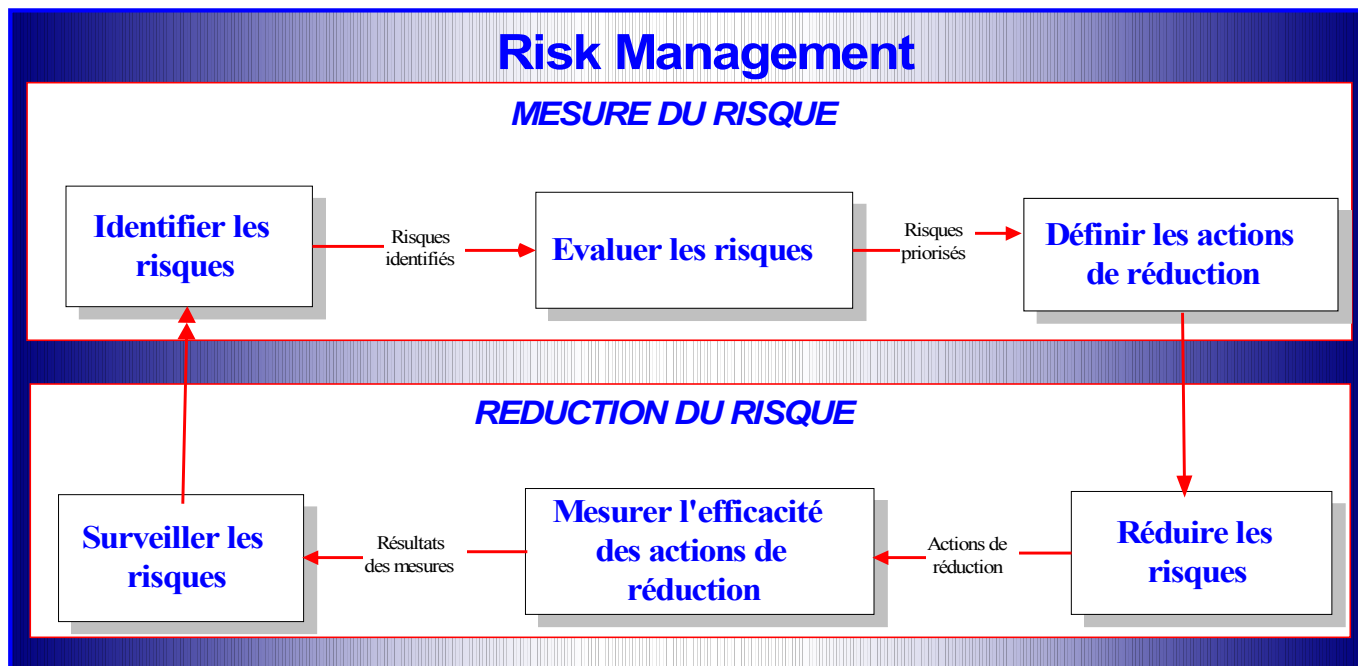 Risk Management
MESURE DU RISQUE
Identifier les
risques
Risques
identifiés
Evaluer les risques
Risques
priorisés
Définir les actions
de réduction
REDUCTION DU RISQUE
Surveiller les
risques
Résultats
des mesures
Mesurer l'efficacité
des actions de
réduction
Actions de
réduction
Réduire les
risques